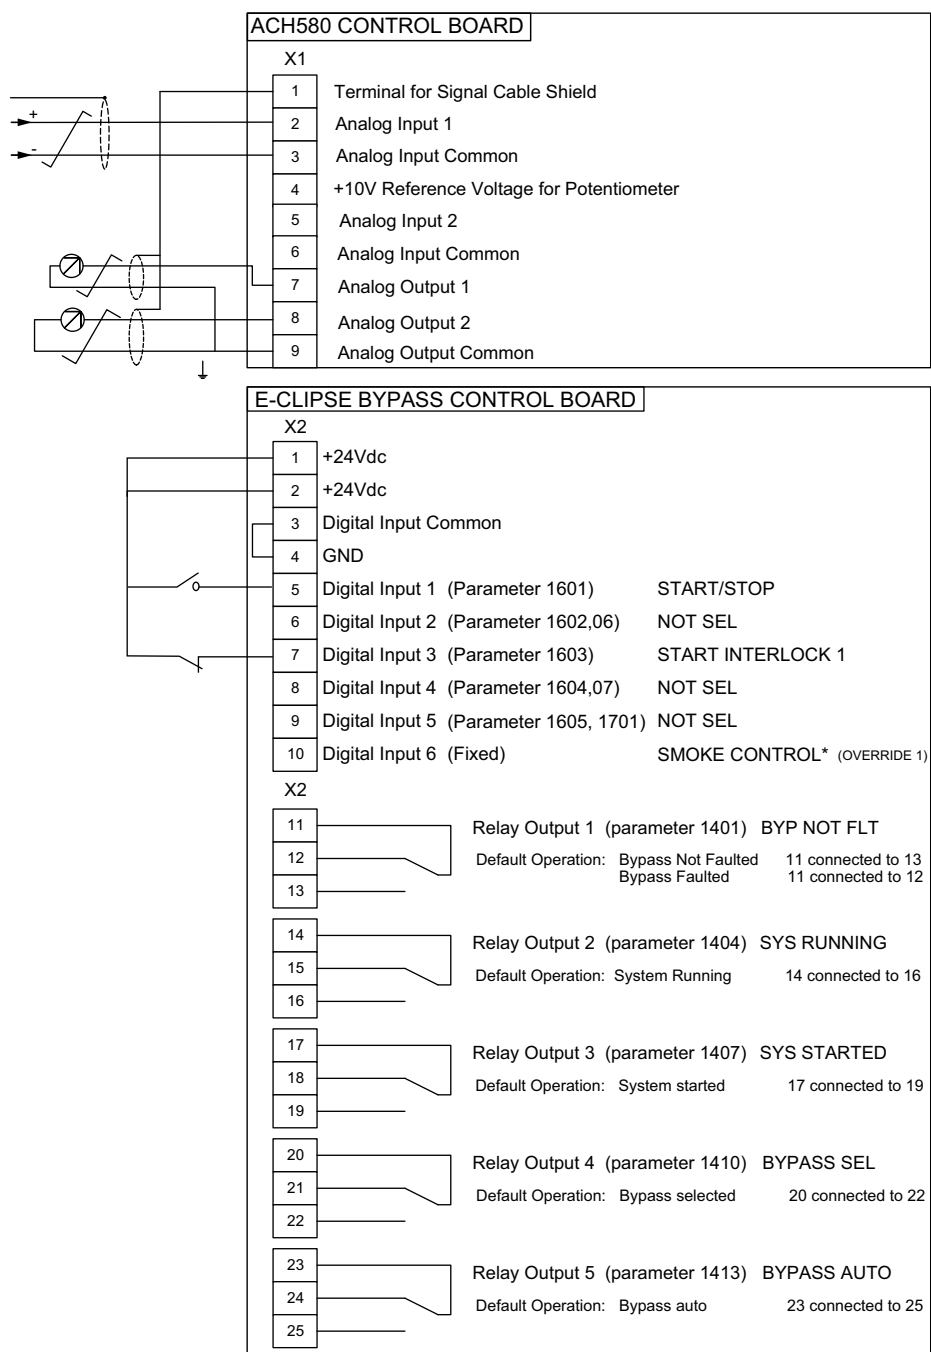 ACH580 CONTROL BOARD
X1
1 Terminal for Signal Cable Shield
+ 2 Analog Input 1
- 3 Analog Input Common
4 +10V Reference Voltage for Potentiometer
5 Analog Input 2
6 Analog Input Common
7 Analog Output 1
8 Analog Output 2
9 Analog Output Common
E-CLIPSE BYPASS CONTROL BOARD
X2
1 +24Vdc
2 +24Vdc
3 Digital Input Common
4 GND
5 Digital Input 1 (Parameter 1601) START/STOP
6 Digital Input 2 (Parameter 1602,06) NOT SEL
7 Digital Input 3 (Parameter 1603) START INTERLOCK 1
8 Digital Input 4 (Parameter 1604,07) NOT SEL
9 Digital Input 5 (Parameter 1605, 1701) NOT SEL
10 Digital Input 6 (Fixed) SMOKE CONTROL* (OVERRIDE 1)
X2
11 Relay Output 1 (parameter 1401) BYP NOT FLT
12 Default Operation: Bypass Not Faulted 11 connected to 13
Bypass Faulted 11 connected to 12
13
14 Relay Output 2 (parameter 1404) SYS RUNNING
15 Default Operation: System Running 14 connected to 16
16
17 Relay Output 3 (parameter 1407) SYS STARTED
18 Default Operation: System started 17 connected to 19
19
20 Relay Output 4 (parameter 1410) BYPASS SEL
21 Default Operation: Bypass selected 20 connected to 22
22
23 Relay Output 5 (parameter 1413) BYPASS AUTO
24 Default Operation: Bypass auto 23 connected to 25
25